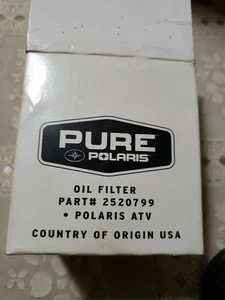 PURE
POLARIS
OIL FILTER
PART# 2520799
• POLARIS ATV
COUNTRY OF ORIGIN USA